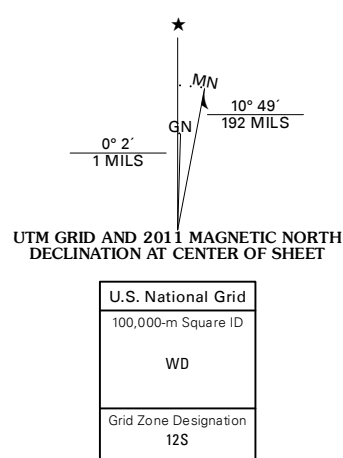 ★
MN
GN
10° 49´
192 MILS
0° 2´
1 MILS
UTM GRID AND 2011 MAGNETIC NORTH
DECLINATION AT CENTER OF SHEET
U.S. National Grid
100,000-m Square ID
WD
Grid Zone Designation
12S